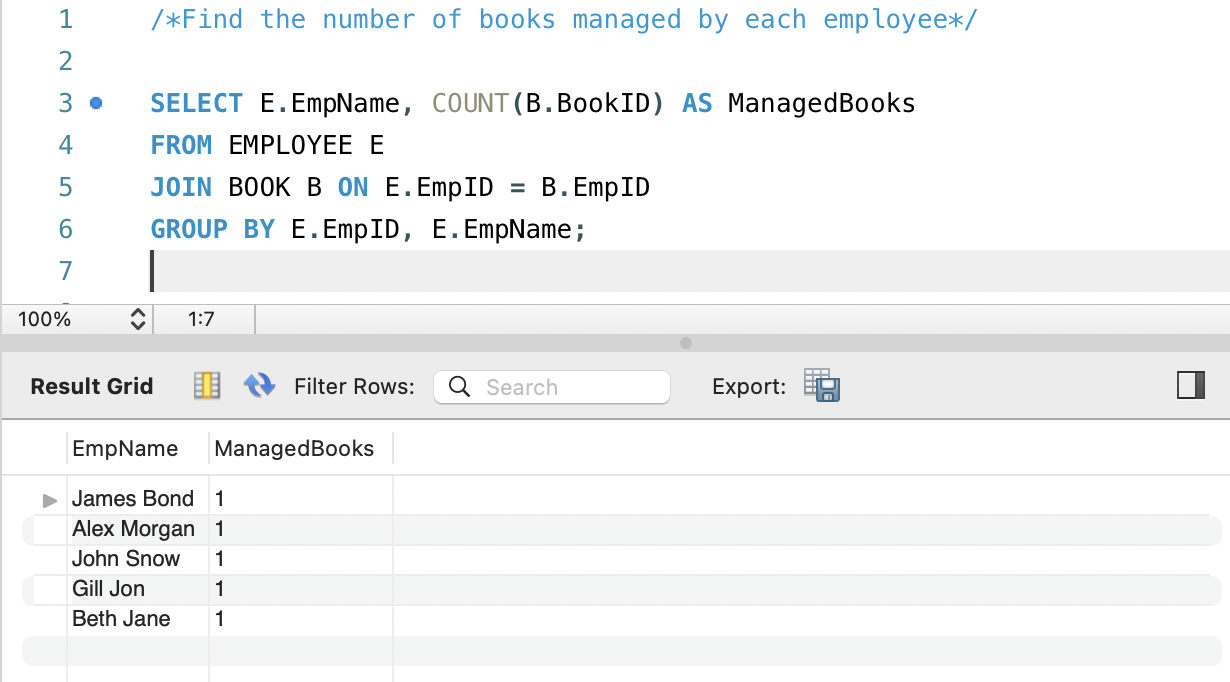 1 /*Find the number of books managed by each employee*/
2
3 SELECT E.EmpName, COUNT(B.BookID) AS ManagedBooks
4 FROM EMPLOYEE E
5 JOIN BOOK B ON E.EmpID = B.EmpID
6 GROUP BY E.EmpID, E.EmpName;
7
100% 1:7
Result Grid Filter Rows: Search Export:
EmpName ManagedBooks
James Bond 1
Alex Morgan 1
John Snow 1
Gill Jon 1
Beth Jane 1